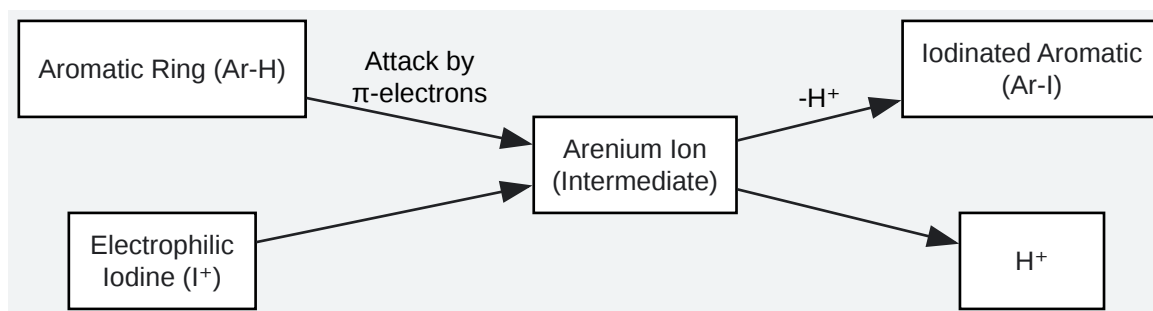 Aromatic Ring (Ar-H)
Attack by
π-electrons
Electrophilic
Iodine (I⁺)
Arenium Ion
(Intermediate)
-H⁺
Iodinated Aromatic
(Ar-I)
H⁺